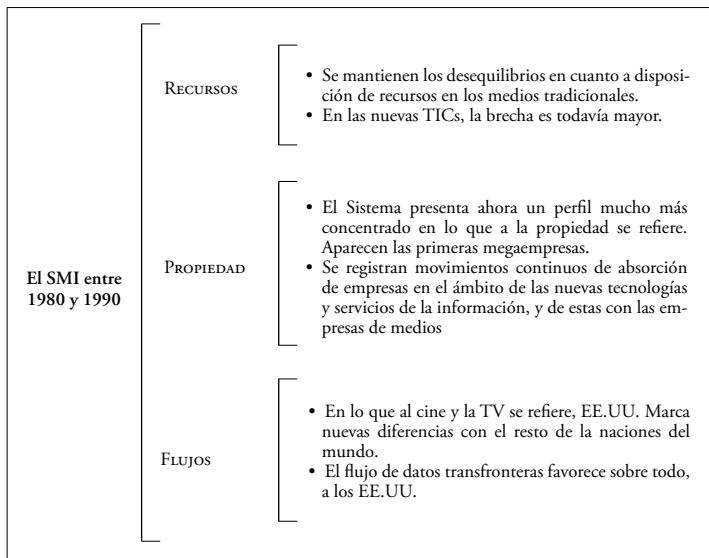 El SMI entre
1980 y 1990
Recursos
• Se mantienen los desequilibrios en cuanto a disposi-
ción de recursos en los medios tradicionales.
• En las nuevas TICs, la brecha es todavía mayor.
Propiedad
• El Sistema presenta ahora un perfil mucho más
concentrado en lo que a la propiedad se refiere.
Aparecen las primeras megaempresas.
• Se registran movimientos continuos de absorción
de empresas en el ámbito de las nuevas tecnologías
y servicios de la información, y de estas con las em-
presas de medios
Flujos
• En lo que al cine y la TV se refiere, EE.UU. Marca
nuevas diferencias con el resto de la naciones del
mundo.
• El flujo de datos transfronteras favorece sobre todo,
a los EE.UU.